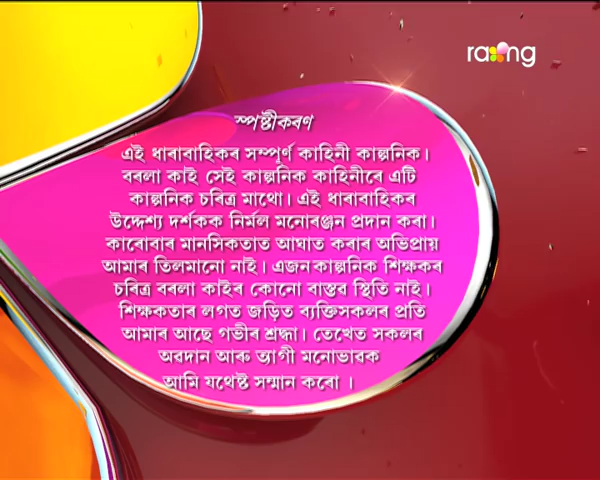 raong
স্পষ্টীকৰণ
এই ধাৰাবাহিকৰ সম্পূৰ্ণ কাহিনী কাল্পনিক।
বৰলা কাই সেই কাল্পনিক কাহিনীৰে এটি
কাল্পনিক চৰিত্ৰ মাথো। এই ধাৰাবাহিকৰ
উদ্দেশ্য দৰ্শকক নিৰ্মল মনোৰঞ্জন প্ৰদান কৰা।
কাৰোবাৰ মানসিকতাত আঘাত কৰাৰ অভিপ্ৰায়
আমাৰ তিলমানো নাই। এজন কাল্পনিক শিক্ষকৰ
চৰিত্ৰ বৰলা কাইৰ কোনো বাস্তৱ স্থিতি নাই।
শিক্ষকতাৰ লগত জড়িত ব্যক্তিসকলৰ প্ৰতি
আমাৰ আছে গভীৰ শ্ৰদ্ধা। তেখেত সকলৰ
অৱদান আৰু ত্যাগী মনোভাৱক
আমি যথেষ্ট সন্মান কৰো ।